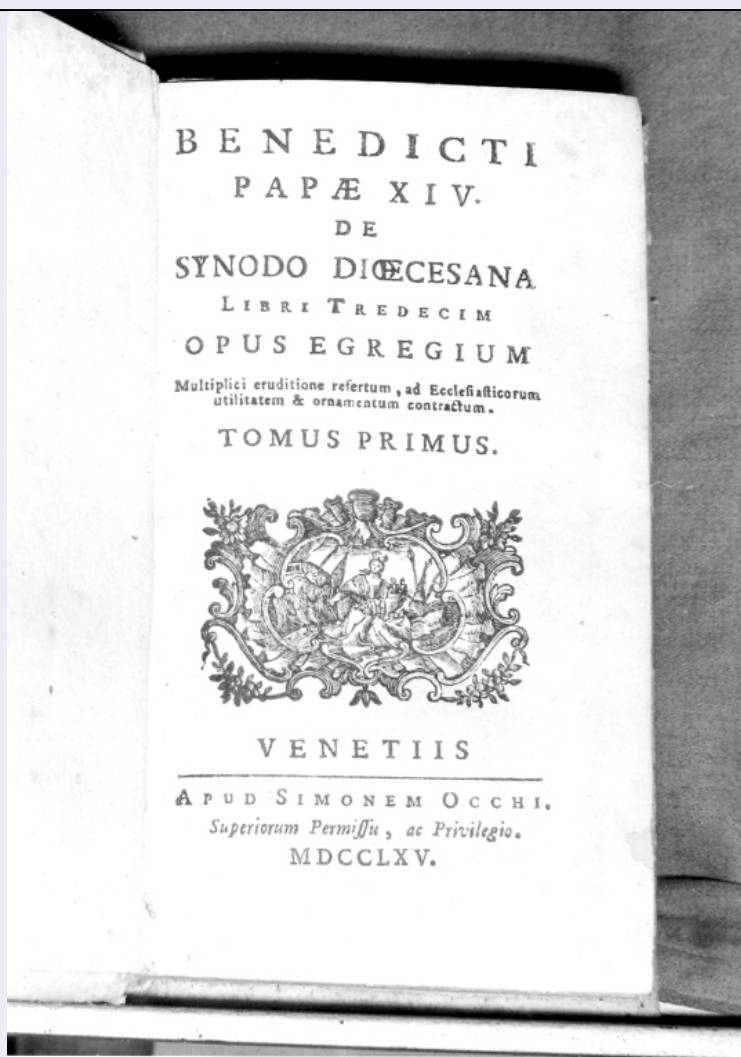 BENEDICTI
PAPÆ XIV.
DE
SYNODO DIŒCESANA
LIBRI TREDECIM
OPUS EGREGIUM
Multiplici eruditione refertum, ad Ecclesiaſticorum
utilitatem & ornamentum contractum.
TOMUS PRIMUS.
VENETIIS
APUD SIMONEM OCCHI.
Superiorum Permiſſu, ac Privilegio.
MDCCLXV.